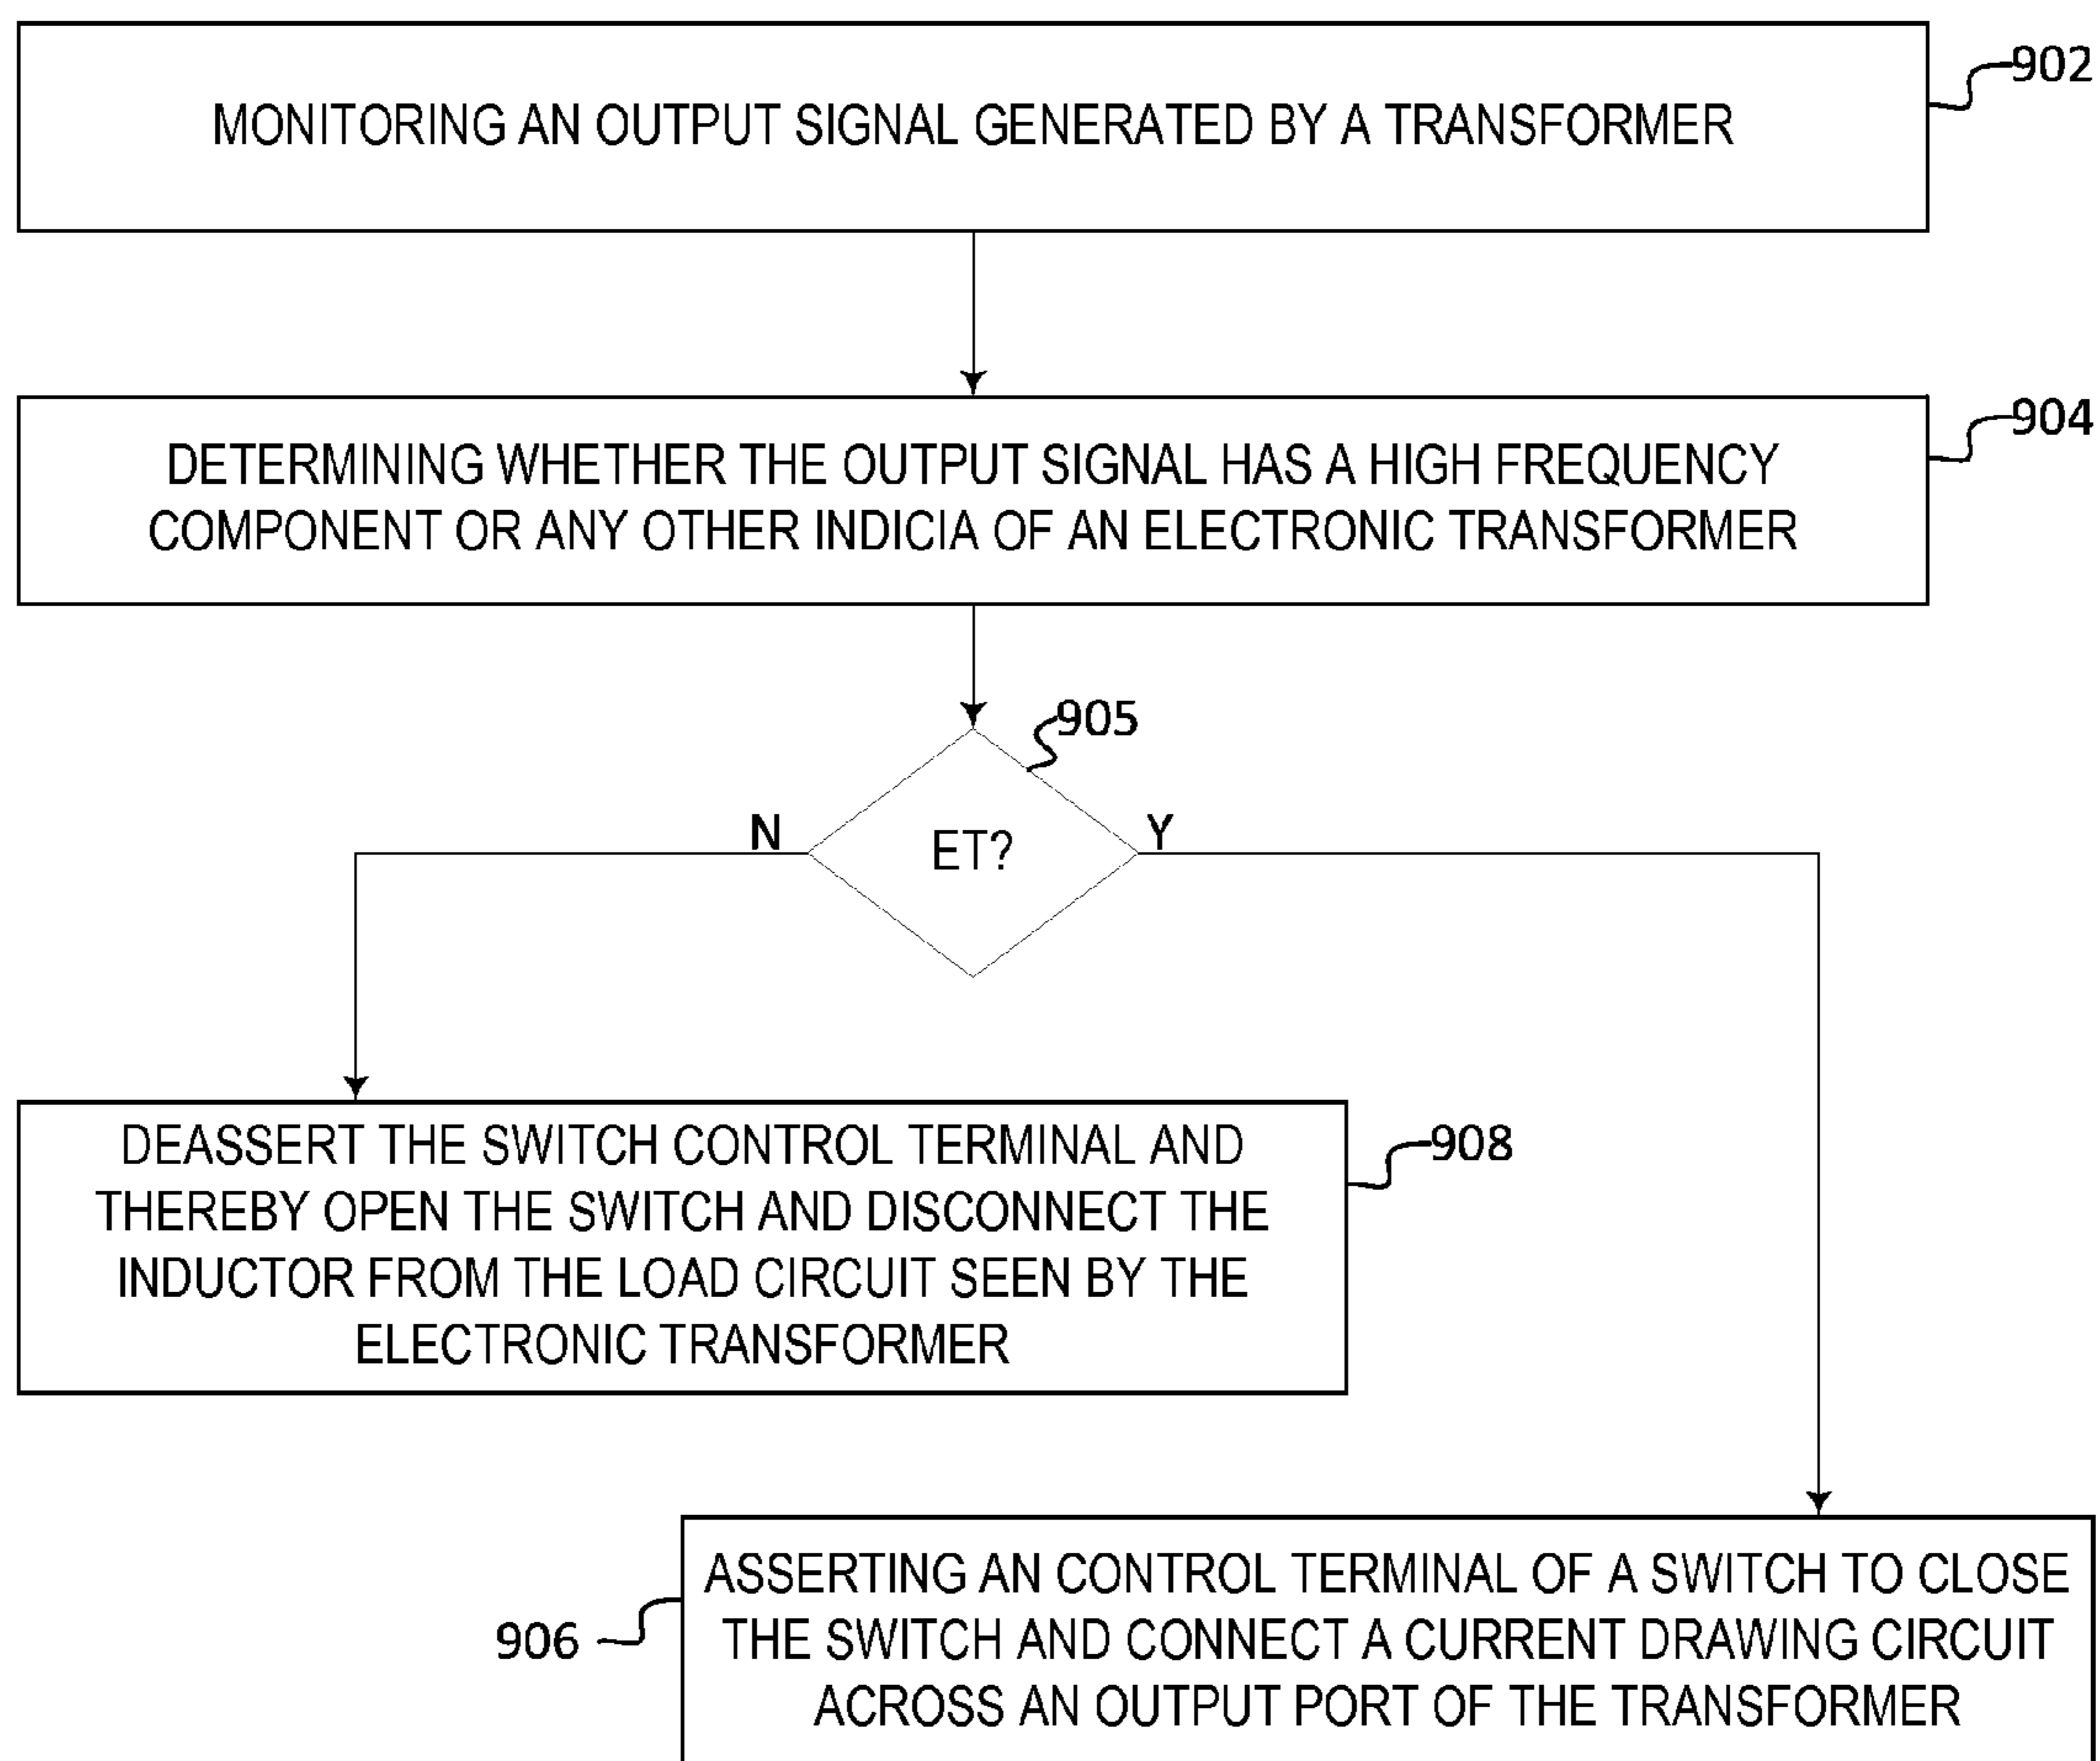 902
MONITORING AN OUTPUT SIGNAL GENERATED BY A TRANSFORMER
904
DETERMINING WHETHER THE OUTPUT SIGNAL HAS A HIGH FREQUENCY
COMPONENT OR ANY OTHER INDICIA OF AN ELECTRONIC TRANSFORMER
905
N
ET?
Y
908
DEASSERT THE SWITCH CONTROL TERMINAL AND
THEREBY OPEN THE SWITCH AND DISCONNECT THE
INDUCTOR FROM THE LOAD CIRCUIT SEEN BY THE
ELECTRONIC TRANSFORMER
906
ASSERTING AN CONTROL TERMINAL OF A SWITCH TO CLOSE
THE SWITCH AND CONNECT A CURRENT DRAWING CIRCUIT
ACROSS AN OUTPUT PORT OF THE TRANSFORMER